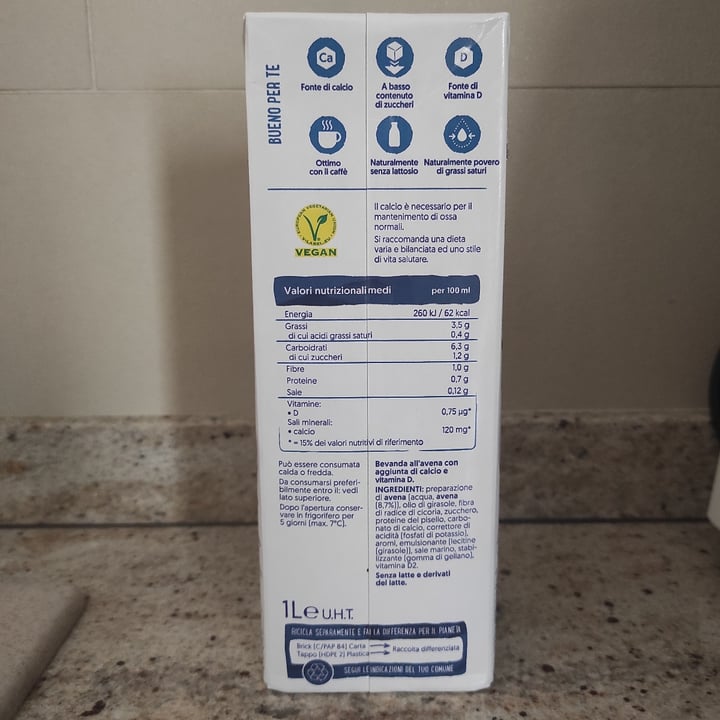 BUENO PER TE
Ca
Fonte di calcio
A basso
contenuto
di zuccheri
D
Fonte di
vitamina D
Ottimo
con il caffè
Naturalmente
senza lattosio
Naturalmente povero
di grassi saturi
EUROPEAN VEGETARIAN UNION
VEGAN
Il calcio è necessario per il
mantenimento di ossa
normali.
Si raccomanda una dieta
varia e bilanciata ed uno stile
di vita salutare.
Valori nutrizionali medi per 100 ml
Energia 260 kJ / 62 kcal
Grassi 3,5 g
di cui acidi grassi saturi 0,4 g
Carboidrati 6,3 g
di cui zuccheri 1,2 g
Fibre 1,0 g
Proteine 0,7 g
Sale 0,12 g
Vitamine:
• D 0,75 µg*
Sali minerali:
• calcio 120 mg*
* = 15% dei valori nutritivi di riferimento
Può essere consumata
calda o fredda.
Da consumarsi preferi-
bilmente entro il: vedi
lato superiore.
Dopo l'apertura conser-
vare in frigorifero per
5 giorni (max. 7°C).
Bevanda all'avena con
aggiunta di calcio e
vitamina D.
INGREDIENTI: preparazione
di avena [acqua, avena
(8,7%)], olio di girasole, fibra
di radice di cicoria, zucchero,
proteine del pisello, carbo-
nato di calcio, correttore di
acidità (fosfati di potassio),
aromi, emulsionante [lecitine
(girasole)], sale marino, stabi-
lizzante (gomma di gellano),
vitamina D2.
Senza latte e derivati
del latte.
1L e U.H.T.
RICICLA SEPARATAMENTE E FAI LA DIFFERENZA PER IL PIANETA
Brick [C/PAP 84] Carta
Tappo [HDPE 2] Plastica
Raccolta differenziata
SEGUI LE INDICAZIONI DEL TUO COMUNE